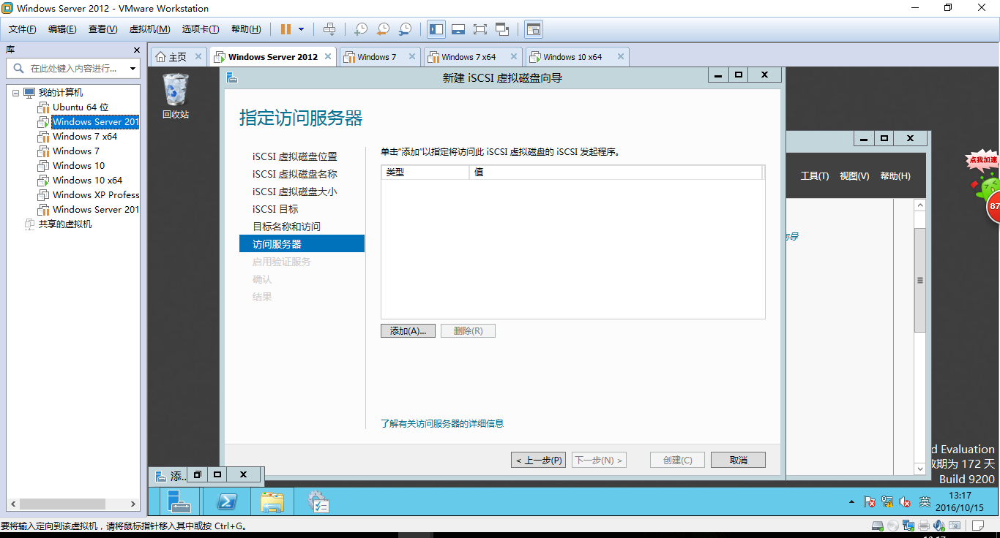 Windows Server 2012 - VMware Workstation
文件(F) 编辑(E) 查看(V) 虚拟机(M) 选项卡(T) 帮助(H)
库
在此处键入内容进行...
我的计算机
Ubuntu 64 位
Windows Server 201
Windows 7 x64
Windows 7
Windows 10
Windows 10 x64
Windows XP Profess
Windows Server 201
共享的虚拟机
主页 Windows Server 2012 Windows 7 Windows 7 x64 Windows 10 x64
回收站
新建 iSCSI 虚拟磁盘向导
指定访问服务器
iSCSI 虚拟磁盘位置
iSCSI 虚拟磁盘名称
iSCSI 虚拟磁盘大小
iSCSI 目标
目标名称和访问
访问服务器
启用验证服务
确认
结果
单击“添加”以指定将访问此 iSCSI 虚拟磁盘的 iSCSI 发起程序。
类型 值
添加(A)... 删除(R)
了解有关访问服务器的详细信息
< 上一步(P) 下一步(N) > 创建(C) 取消
工具(T) 视图(V) 帮助(H)
向导
点我加速
87
d Evaluation
效期为 172 天
Build 9200
添..
英
13:17
2016/10/15
要将输入定向到该虚拟机，请将鼠标指针移入其中或按 Ctrl+G。